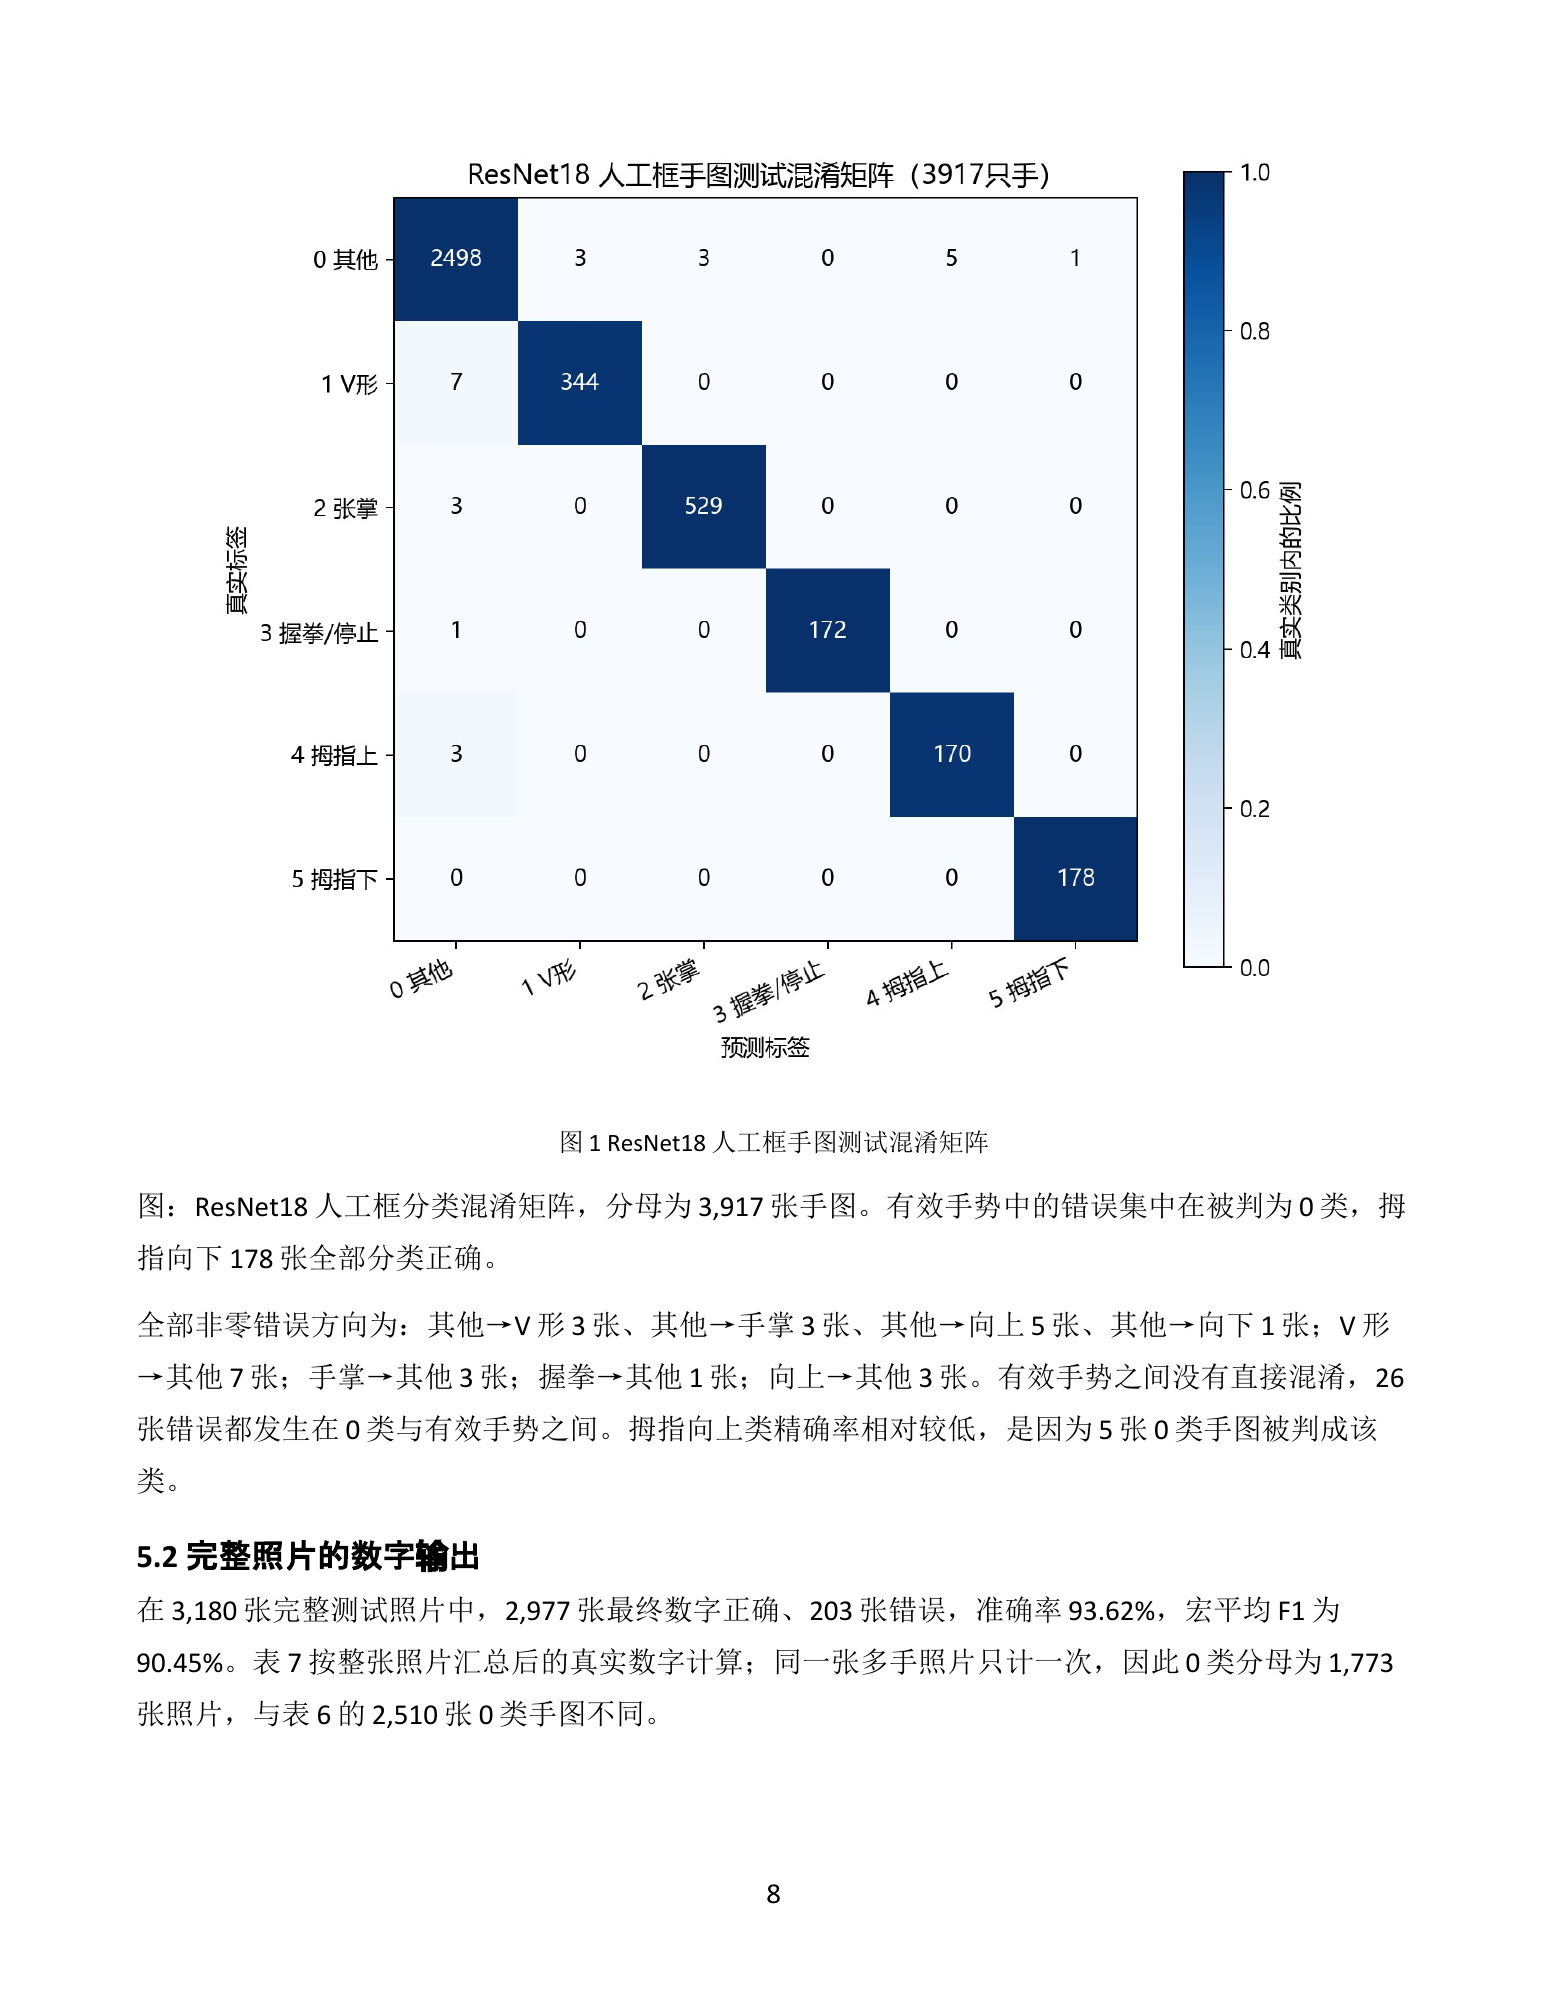 ResNet18 人工框手图测试混淆矩阵（3917只手）
1.0
0 其他 2498 3 3 0 5 1
0.8
1 V形 7 344 0 0 0 0
2 张掌 3 0 529 0 0 0
0.6
真实标签
真实类别内的比例
3 握拳/停止 1 0 0 172 0 0
0.4
4 拇指上 3 0 0 0 170 0
0.2
5 拇指下 0 0 0 0 0 178
0.0
0 其他 1 V形 2 张掌 3 握拳/停止 4 拇指上 5 拇指下
预测标签
图 1 ResNet18 人工框手图测试混淆矩阵
图：ResNet18 人工框分类混淆矩阵，分母为 3,917 张手图。有效手势中的错误集中在被判为 0 类，拇
指向下 178 张全部分类正确。
全部非零错误方向为：其他→V 形 3 张、其他→手掌 3 张、其他→向上 5 张、其他→向下 1 张；V 形
→其他 7 张；手掌→其他 3 张；握拳→其他 1 张；向上→其他 3 张。有效手势之间没有直接混淆，26
张错误都发生在 0 类与有效手势之间。拇指向上类精确率相对较低，是因为 5 张 0 类手图被判成该
类。
5.2 完整照片的数字输出
在 3,180 张完整测试照片中，2,977 张最终数字正确、203 张错误，准确率 93.62%，宏平均 F1 为
90.45%。表 7 按整张照片汇总后的真实数字计算；同一张多手照片只计一次，因此 0 类分母为 1,773
张照片，与表 6 的 2,510 张 0 类手图不同。
8